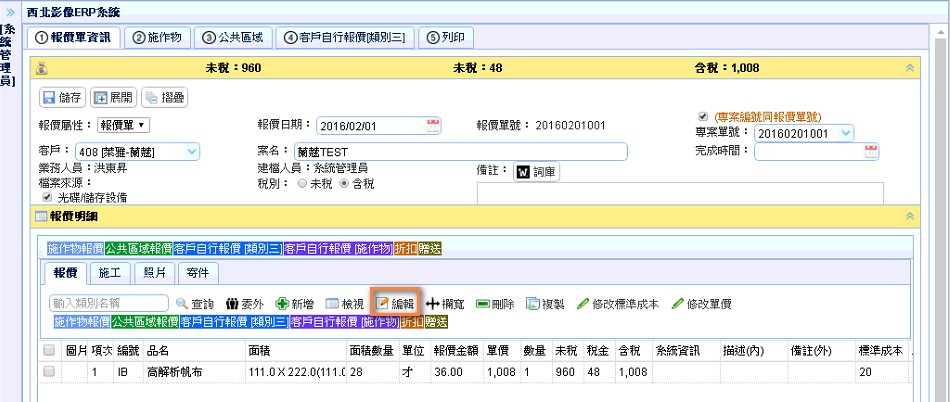 西北影像ERP系統
[系統管理員]
①報價單資訊 ②施作物 ③公共區域 ④客戶自行報價[類別三] ⑤列印
未稅：960 未稅：48 含稅：1,008
儲存 展開 摺疊
報價屬性： 報價單 報價日期： 2016/02/01 報價單號： 20160201001 (專案編號同報價單號)
專案單號： 20160201001
客戶： 408 [萊雅-蘭蔻] 案名： 蘭蔻TEST 完成時間：
業務人員：洪東昇 建檔人員：系統管理員 備註： W 詞庫
檔案來源： 稅別： 未稅 含稅
光碟/儲存設備
報價明細
施作物報價 公共區域報價 客戶自行報價 [類別三] 客戶自行報價 [施作物] 折扣 贈送
報價 施工 照片 寄件
輸入類別名稱 查詢 委外 新增 檢視 編輯 欄寬 刪除 複製 修改標準成本 修改單價
施作物報價 公共區域報價 客戶自行報價 [類別三] 客戶自行報價 [施作物] 折扣 贈送
圖片 項次 編號 品名 面積 面積數量 單位 報價金額 單價 數量 未稅 稅金 含稅 系統資訊 描述(內) 備註(外) 標準成本
1 IB 高解析帆布 111.0 X 222.0(111.( 28 才 36.00 1,008 1 960 48 1,008 20